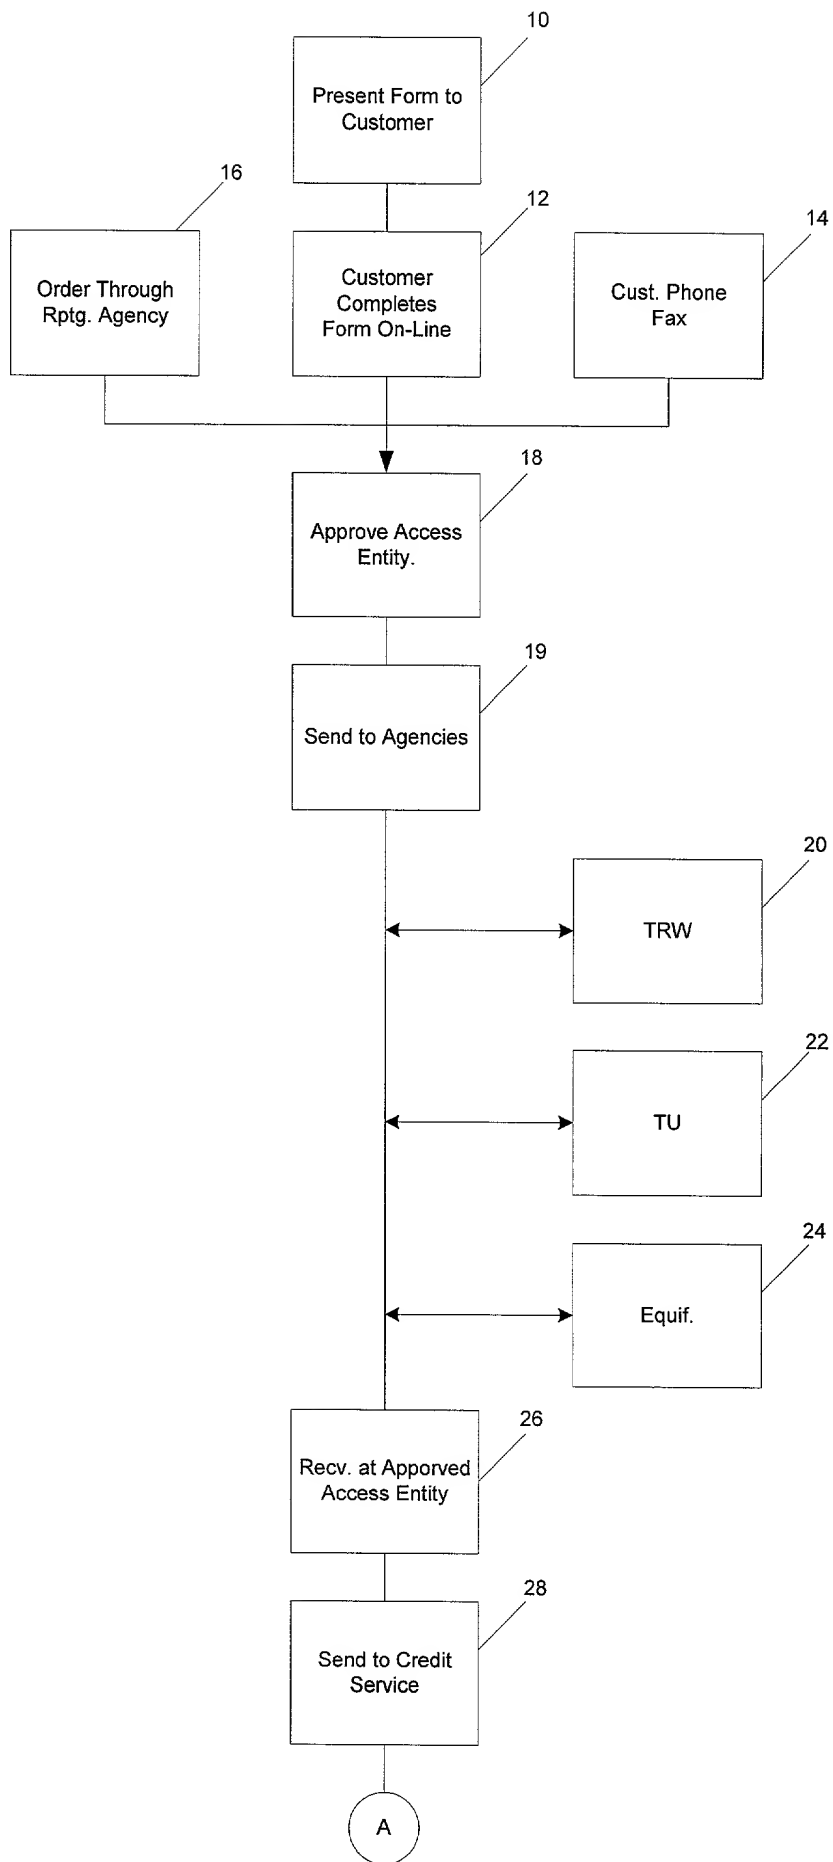 10
Present Form to
Customer
16
12
14
Order Through
Rptg. Agency
Customer
Completes
Form On-Line
Cust. Phone
Fax
18
Approve Access
Entity.
19
Send to Agencies
20
TRW
22
TU
24
Equif.
26
Recv. at Apporved
Access Entity
28
Send to Credit
Service
A